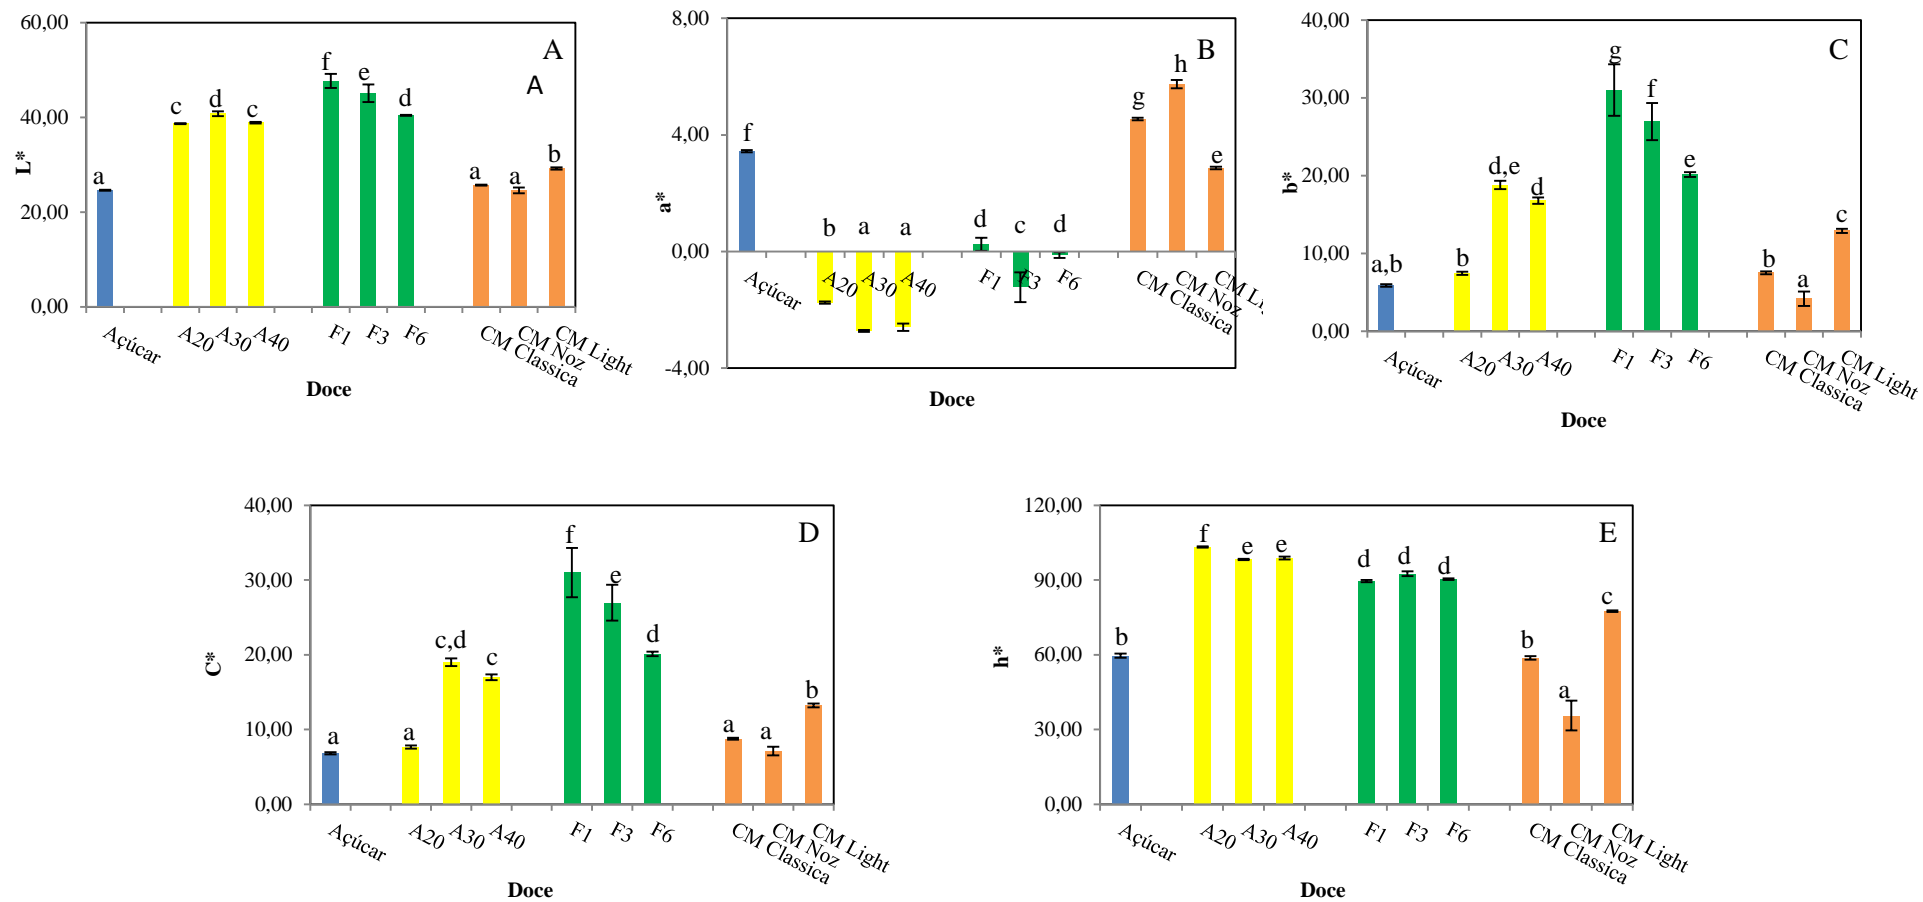 60,00
40,00
20,00
0,00
L*
a
c
d
c
f
e
d
a
a
b
A
A
Açúcar
A20
A30
A40
F1
F3
F6
CM Classica
CM Noz
CM Light
Doce
8,00
4,00
0,00
-4,00
a*
f
b
a
a
d
c
d
g
h
e
B
Açúcar
A20
A30
A40
F1
F3
F6
CM Classica
CM Noz
CM Li
Doce
40,00
30,00
20,00
10,00
0,00
b*
a,b
b
d,e
d
g
f
e
b
a
c
C
Açúcar
A20
A30
A40
F1
F3
F6
CM Classica
CM Noz
CM Light
Doce
40,00
30,00
20,00
10,00
0,00
C*
a
a
c,d
c
f
e
d
a
a
b
D
Açúcar
A20
A30
A40
F1
F3
F6
CM Classica
CM Noz
CM Light
Doce
120,00
90,00
60,00
30,00
0,00
h*
b
f
e
e
d
d
d
b
a
c
E
Açúcar
A20
A30
A40
F1
F3
F6
CM Classica
CM Noz
CM Light
Doce